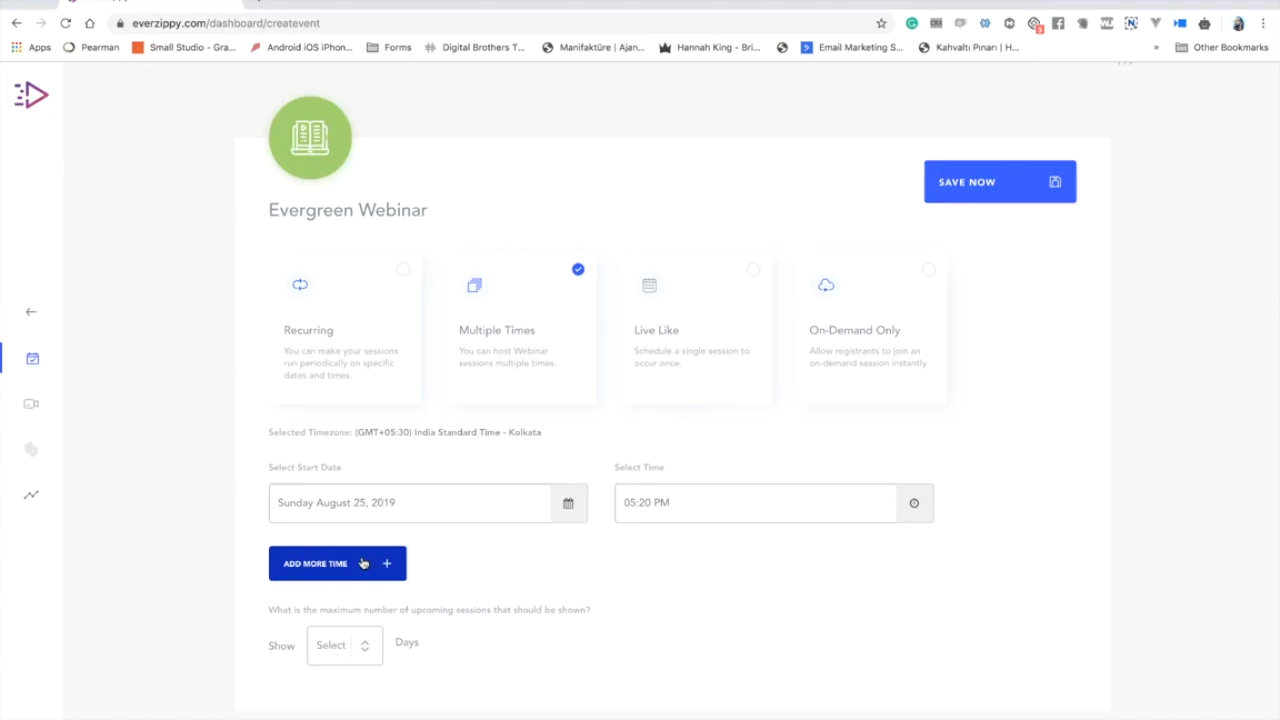 everzippy.com/dashboard/createvent
Apps Pearman Small Studio - Gra... Android iOS iPhon... Forms Digital Brothers T... Manifaktüre | Ajan... Hannah King - Bri... Email Marketing S... Kahvaltı Pınarı | H... » Other Bookmarks
3
SAVE NOW
Evergreen Webinar
Recurring
You can make your sessions
run periodically on specific
dates and times.
Multiple Times
You can host Webinar
sessions multiple times.
Live Like
Schedule a single session to
occur once.
On-Demand Only
Allow registrants to join an
on-demand session instantly.
Selected Timezone: (GMT+05:30) India Standard Time - Kolkata
Select Start Date
Select Time
Sunday August 25, 2019
05:20 PM
ADD MORE TIME +
What is the maximum number of upcoming sessions that should be shown?
Show Select Days